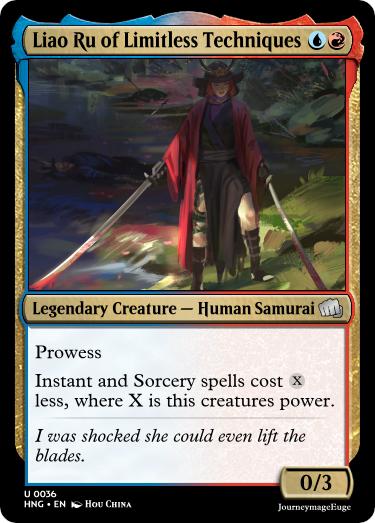 Liao Ru of Limitless Techniques
Legendary Creature — Human Samurai
Prowess
Instant and Sorcery spells cost X
less, where X is this creatures power.
I was shocked she could even lift the
blades.
0/3
U 0036
HNG • EN Hou China
JourneymageEuge